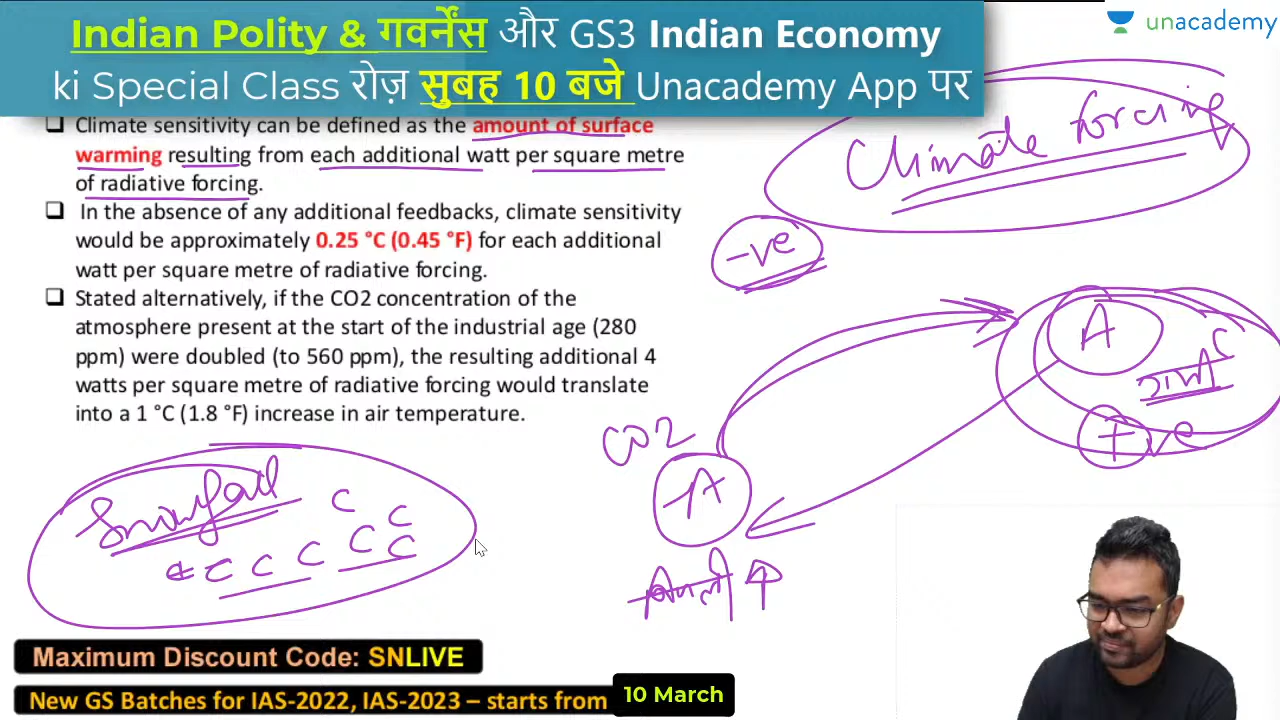 Indian Polity & गवर्नेंस और GS3 Indian Economy
ki Special Class रोज़ सुबह 10 बजे Unacademy App पर
unacademy
❑ Climate sensitivity can be defined as the amount of surface
warming resulting from each additional watt per square metre
of radiative forcing.
❑ In the absence of any additional feedbacks, climate sensitivity
would be approximately 0.25 °C (0.45 °F) for each additional
watt per square metre of radiative forcing.
❑ Stated alternatively, if the CO2 concentration of the
atmosphere present at the start of the industrial age (280
ppm) were doubled (to 560 ppm), the resulting additional 4
watts per square metre of radiative forcing would translate
into a 1 °C (1.8 °F) increase in air temperature.
Climate forcing
-ve
A
C
+ve
CO2
A
Snowfall
C
C
C
C C C C C
Maximum Discount Code: SNLIVE
New GS Batches for IAS-2022, IAS-2023 – starts from 10 March